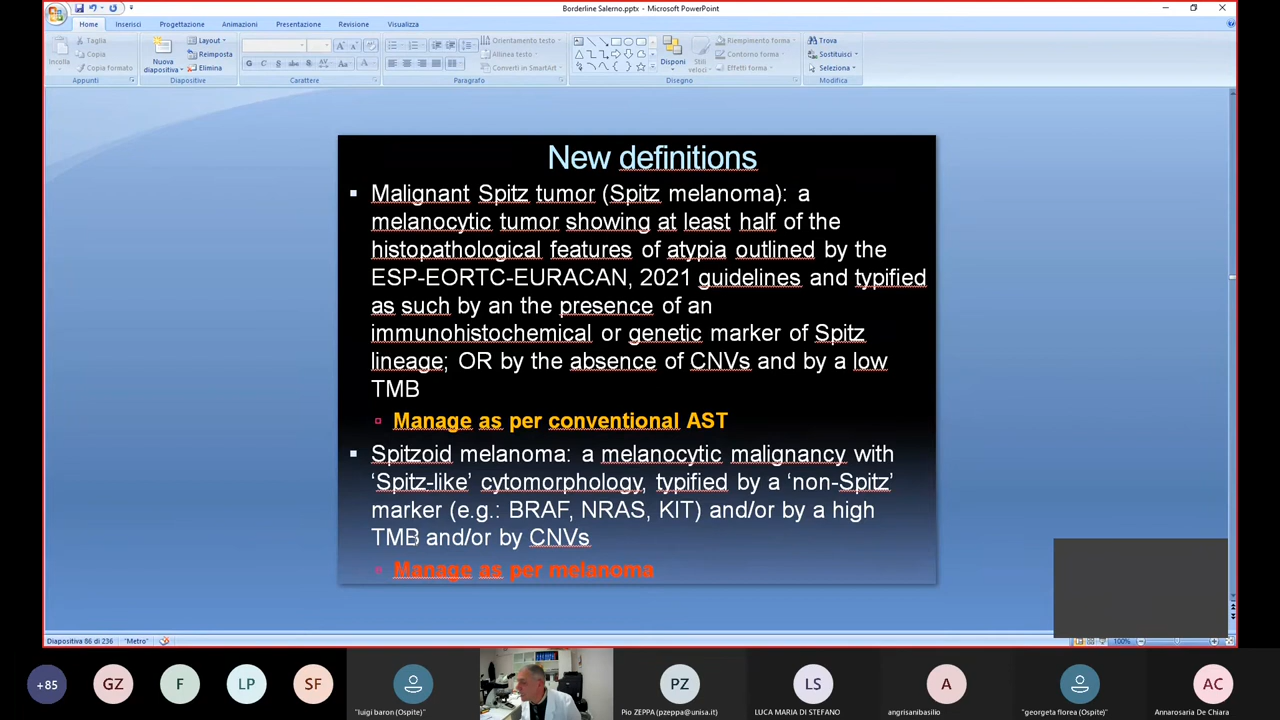 Borderline Salerno.pptx - Microsoft PowerPoint
Home Inserisci Progettazione Animazioni Presentazione Revisione Visualizza
Incolla
Taglia
Copia
Copia formato
Appunti
Nuova diapositiva
Layout
Reimposta
Elimina
Diapositive
Carattere
Orientamento testo
Allinea testo
Converti in SmartArt
Paragrafo
Disponi
Stili veloci
Riempimento forma
Contorno forma
Effetti forma
Disegno
Trova
Sostituisci
Seleziona
Modifica
New definitions
Malignant Spitz tumor (Spitz melanoma): a
melanocytic tumor showing at least half of the
histopathological features of atypia outlined by the
ESP-EORTC-EURACAN, 2021 guidelines and typified
as such by an the presence of an
immunohistochemical or genetic marker of Spitz
lineage; OR by the absence of CNVs and by a low
TMB
Manage as per conventional AST
Spitzoid melanoma: a melanocytic malignancy with
‘Spitz-like’ cytomorphology, typified by a ‘non-Spitz’
marker (e.g.: BRAF, NRAS, KIT) and/or by a high
TMB and/or by CNVs
Manage as per melanoma
Diapositiva 86 di 236 "Metro" 100%
+85 GZ F LP SF PZ LS A AC
"luigi baron (Ospite) Pio ZEPPA (pzeppa@unisa.it) LUCA MARIA DI STEFANO angrisanibasilio "georgeta florea (Ospite) Annarosaria De Chiara